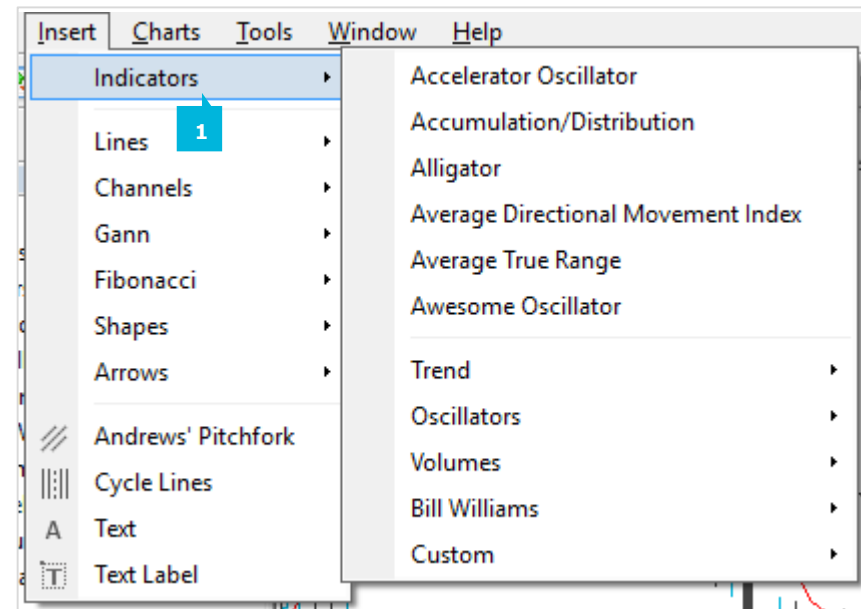 Insert Charts Tools Window Help
Indicators
1
Lines
Channels
Gann
Fibonacci
Shapes
Arrows
Andrews' Pitchfork
Cycle Lines
A Text
T Text Label
Accelerator Oscillator
Accumulation/Distribution
Alligator
Average Directional Movement Index
Average True Range
Awesome Oscillator
Trend
Oscillators
Volumes
Bill Williams
Custom